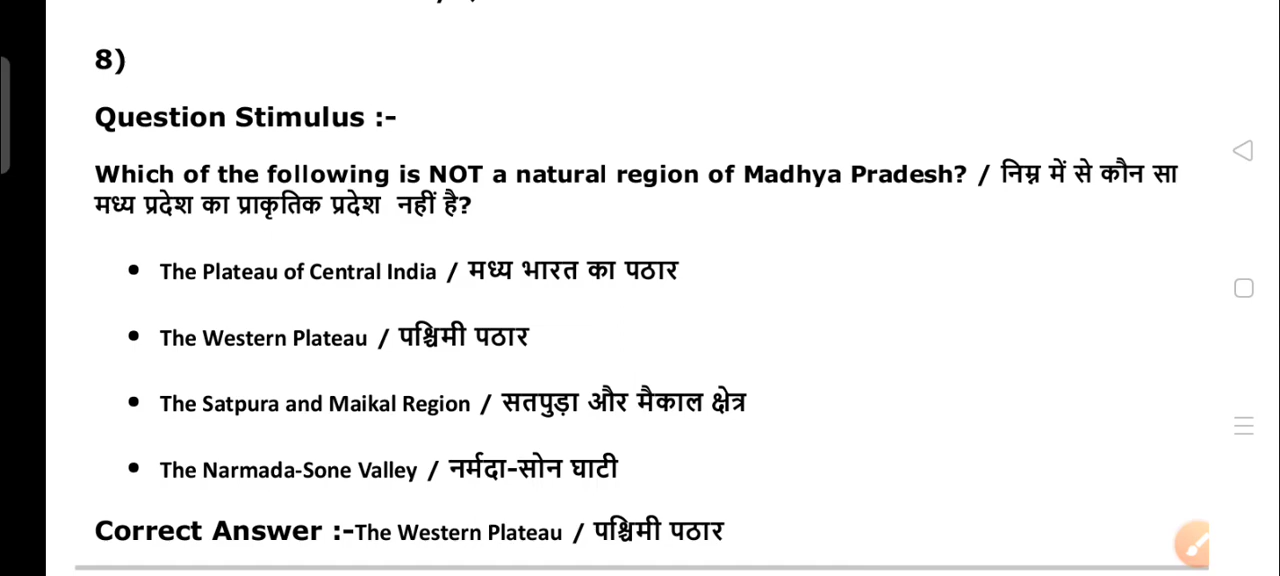 8)
Question Stimulus :-
Which of the following is NOT a natural region of Madhya Pradesh? / निम्न में से कौन सा
मध्य प्रदेश का प्राकृतिक प्रदेश नहीं है?
• The Plateau of Central India / मध्य भारत का पठार
• The Western Plateau / पश्चिमी पठार
• The Satpura and Maikal Region / सतपुड़ा और मैकाल क्षेत्र
• The Narmada-Sone Valley / नर्मदा-सोन घाटी
Correct Answer :-The Western Plateau / पश्चिमी पठार